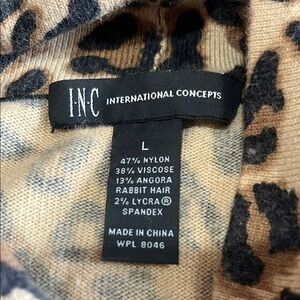 I·N·C INTERNATIONAL CONCEPTS
L
47% NYLON
38% VISCOSE
13% ANGORA
RABBIT HAIR
2% LYCRA®
SPANDEX
MADE IN CHINA
WPL 8046